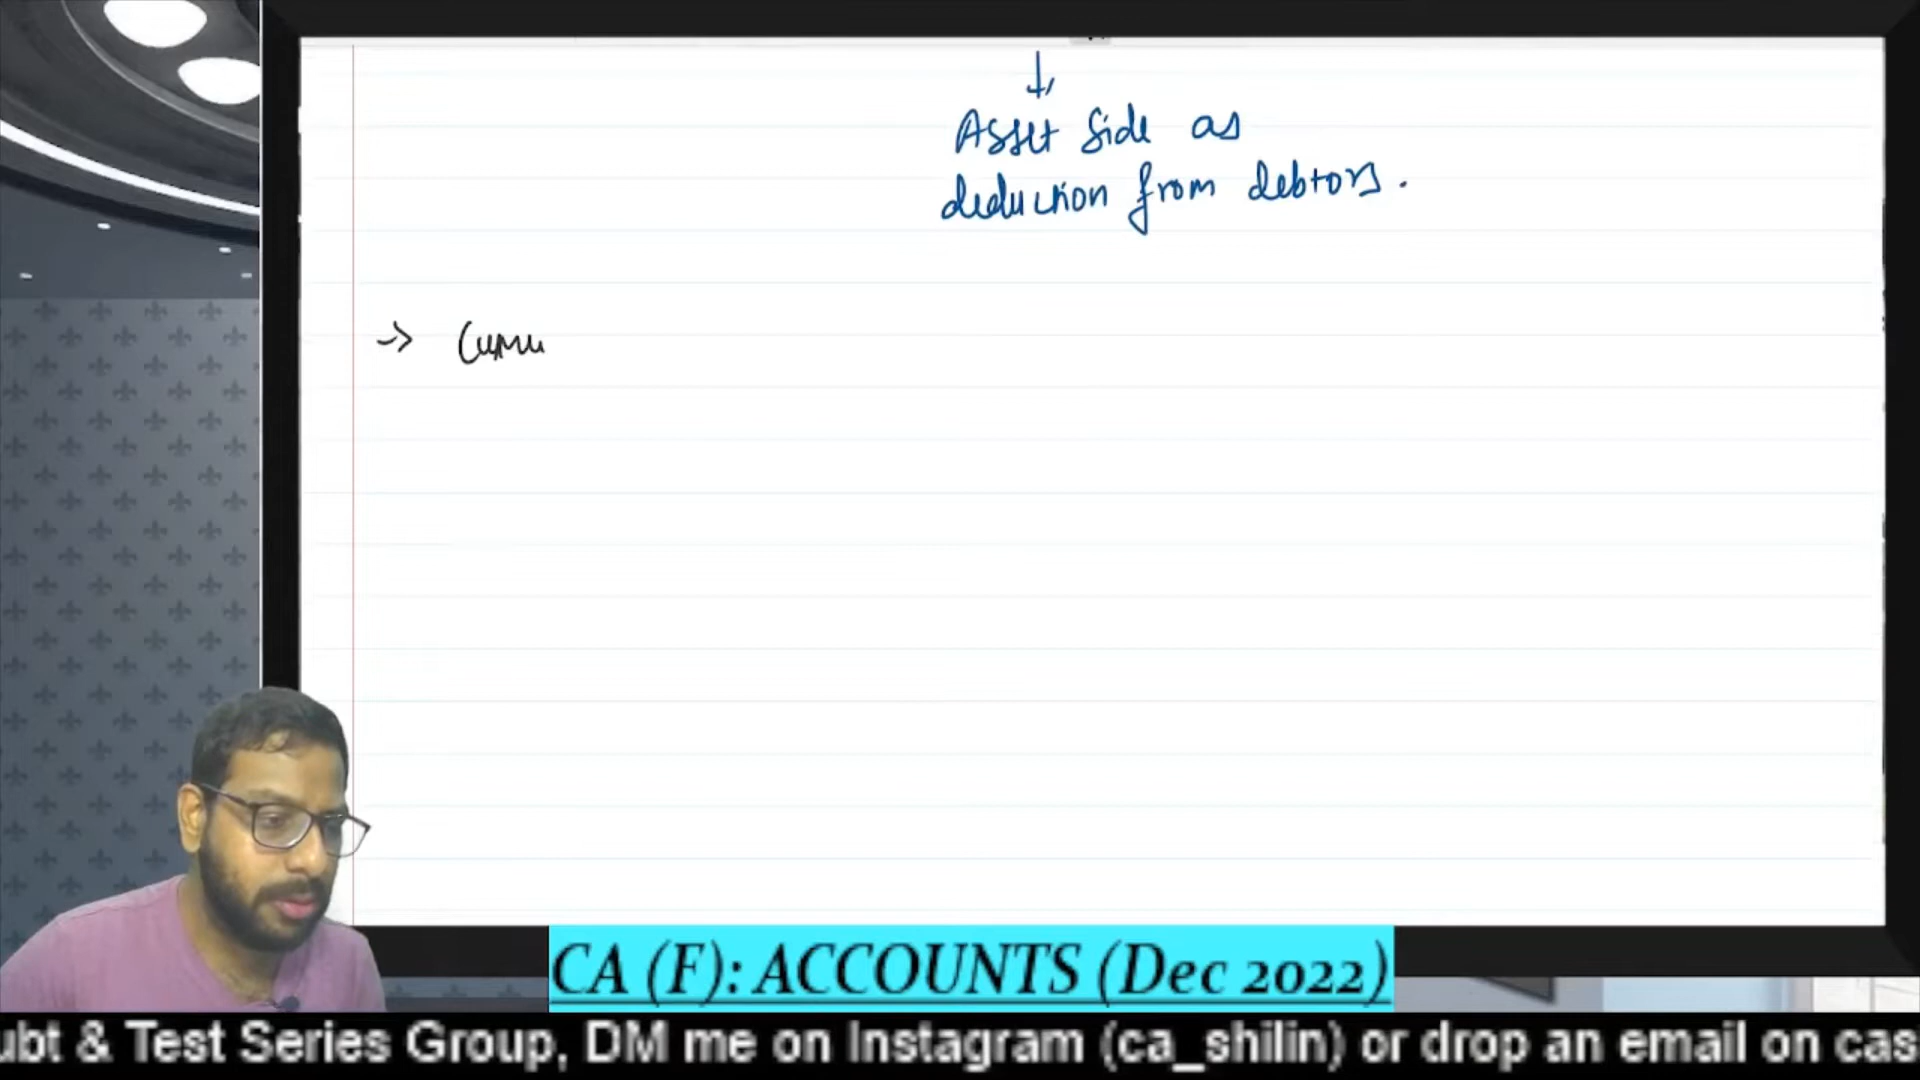 Asset side as
deduction from debtors.
-> Cumu
CA (F): ACCOUNTS (Dec 2022)
ubt & Test Series Group, DM me on Instagram (ca_shilin) or drop an email on cas